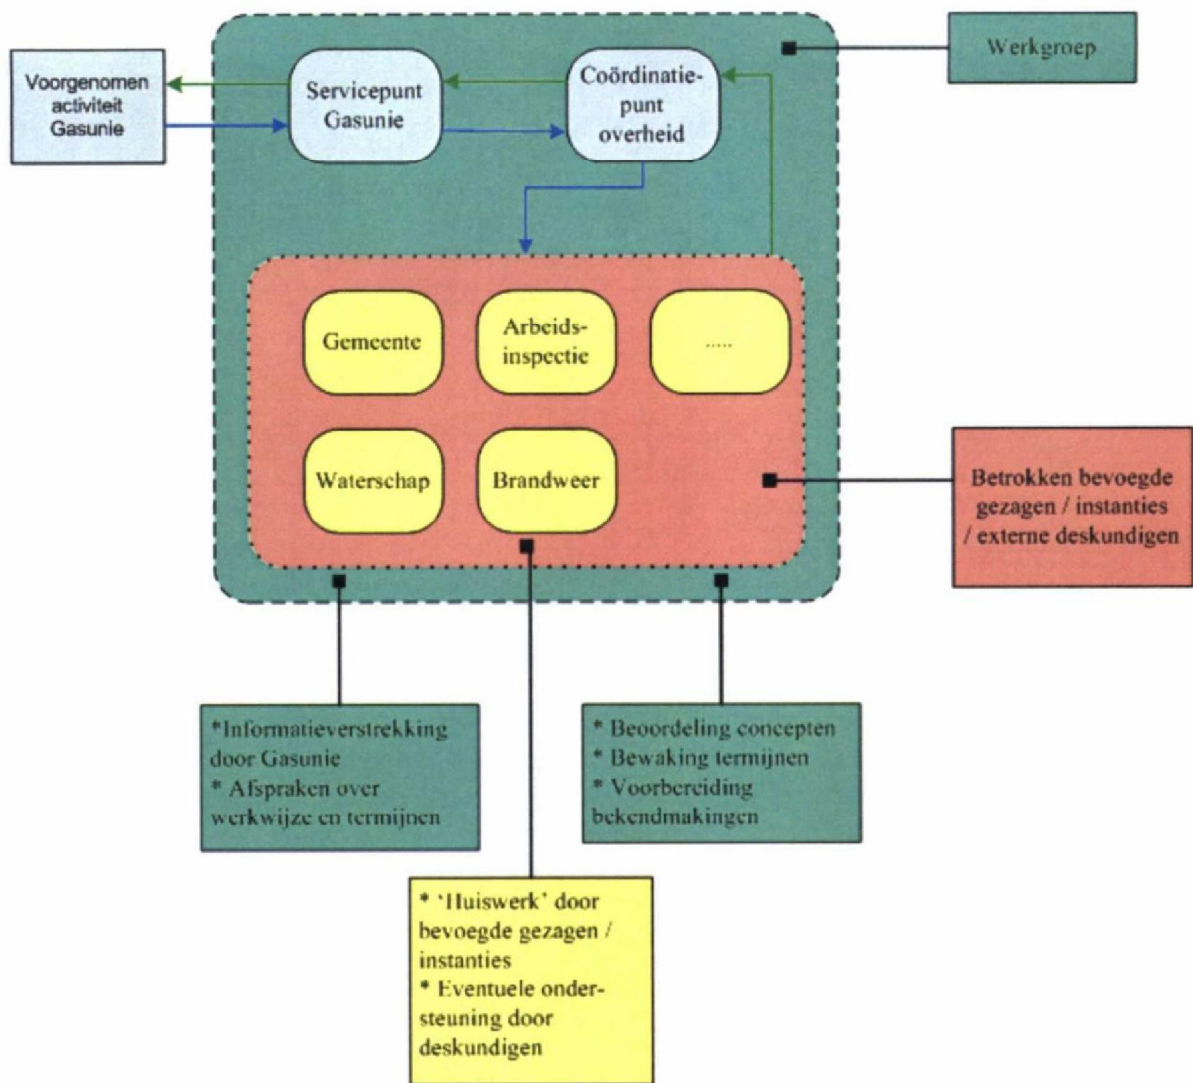 Werkgroep
Voorgenomen
activiteit
Gasunie
Servicepunt
Gasunie
Coördinatie-
punt
overheid
Gemeente
Arbeids-
inspectie
.....
Waterschap
Brandweer
Betrokken bevoegde
gezagen / instanties
/ externe deskundigen
*Informatieverstrekking
door Gasunie
* Afspraken over
werkwijze en termijnen
* Beoordeling concepten
* Bewaking termijnen
* Voorbereiding
bekendmakingen
* ‘Huiswerk’ door
bevoegde gezagen /
instanties
* Eventuele onder-
steuning door
deskundigen